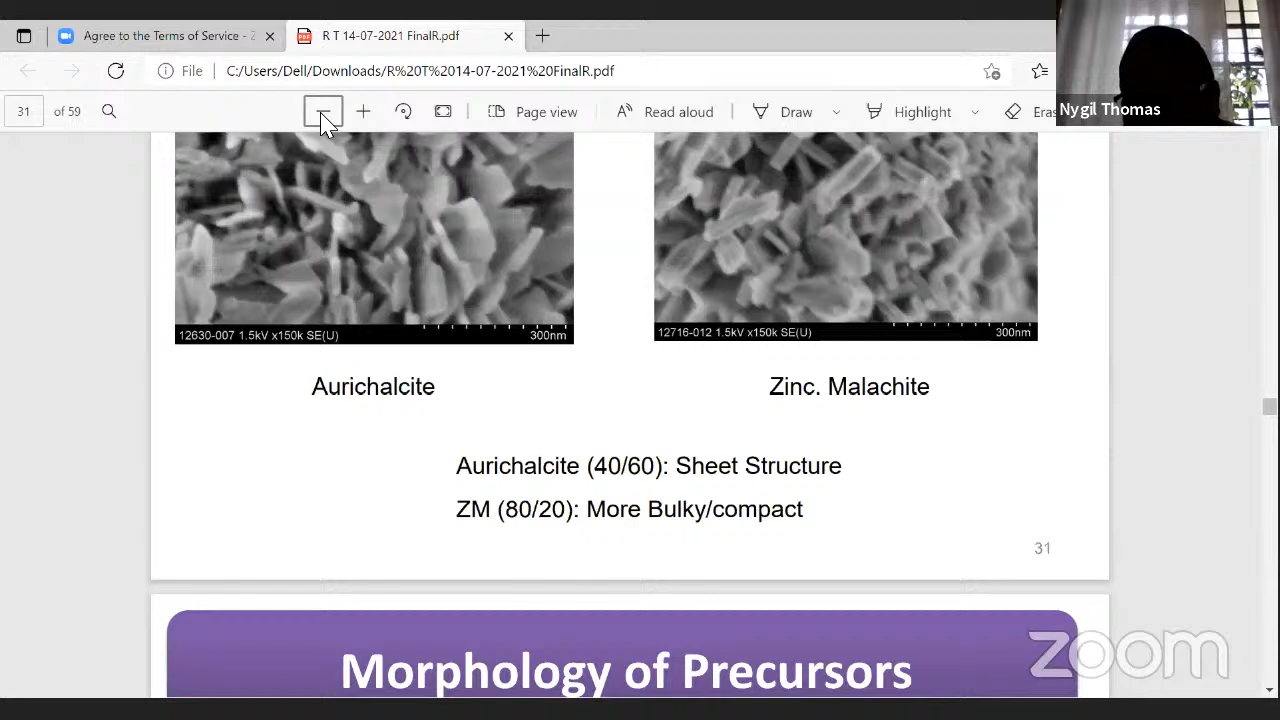 Agree to the Terms of Service - Z
R T 14-07-2021 FinalR.pdf
File
C:/Users/Dell/Downloads/R%20T%2014-07-2021%20FinalR.pdf
31 of 59
Page view
Read aloud
Draw
Highlight
Eras
Nygil Thomas
12630-007 1.5kV x150k SE(U) 300nm
12716-012 1.5kV x150k SE(U) 300nm
Aurichalcite
Zinc. Malachite
Aurichalcite (40/60): Sheet Structure
ZM (80/20): More Bulky/compact
31
Morphology of Precursors
zoom